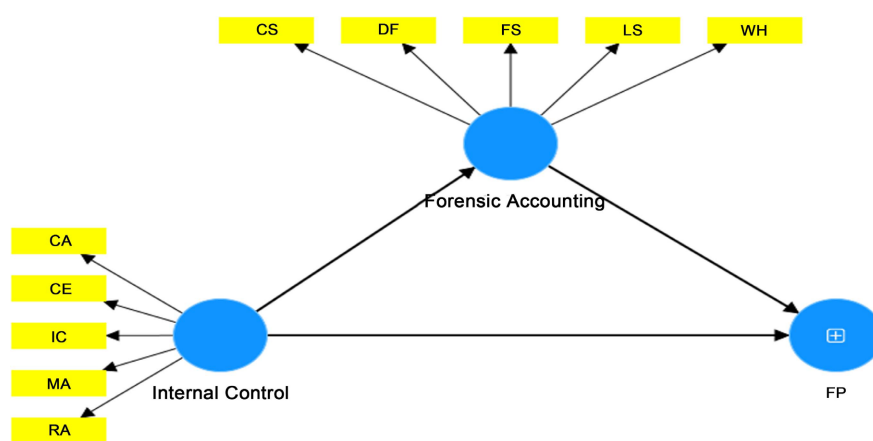 CS
DF
FS
LS
WH
Forensic Accounting
CA
CE
IC
MA
RA
Internal Control
FP